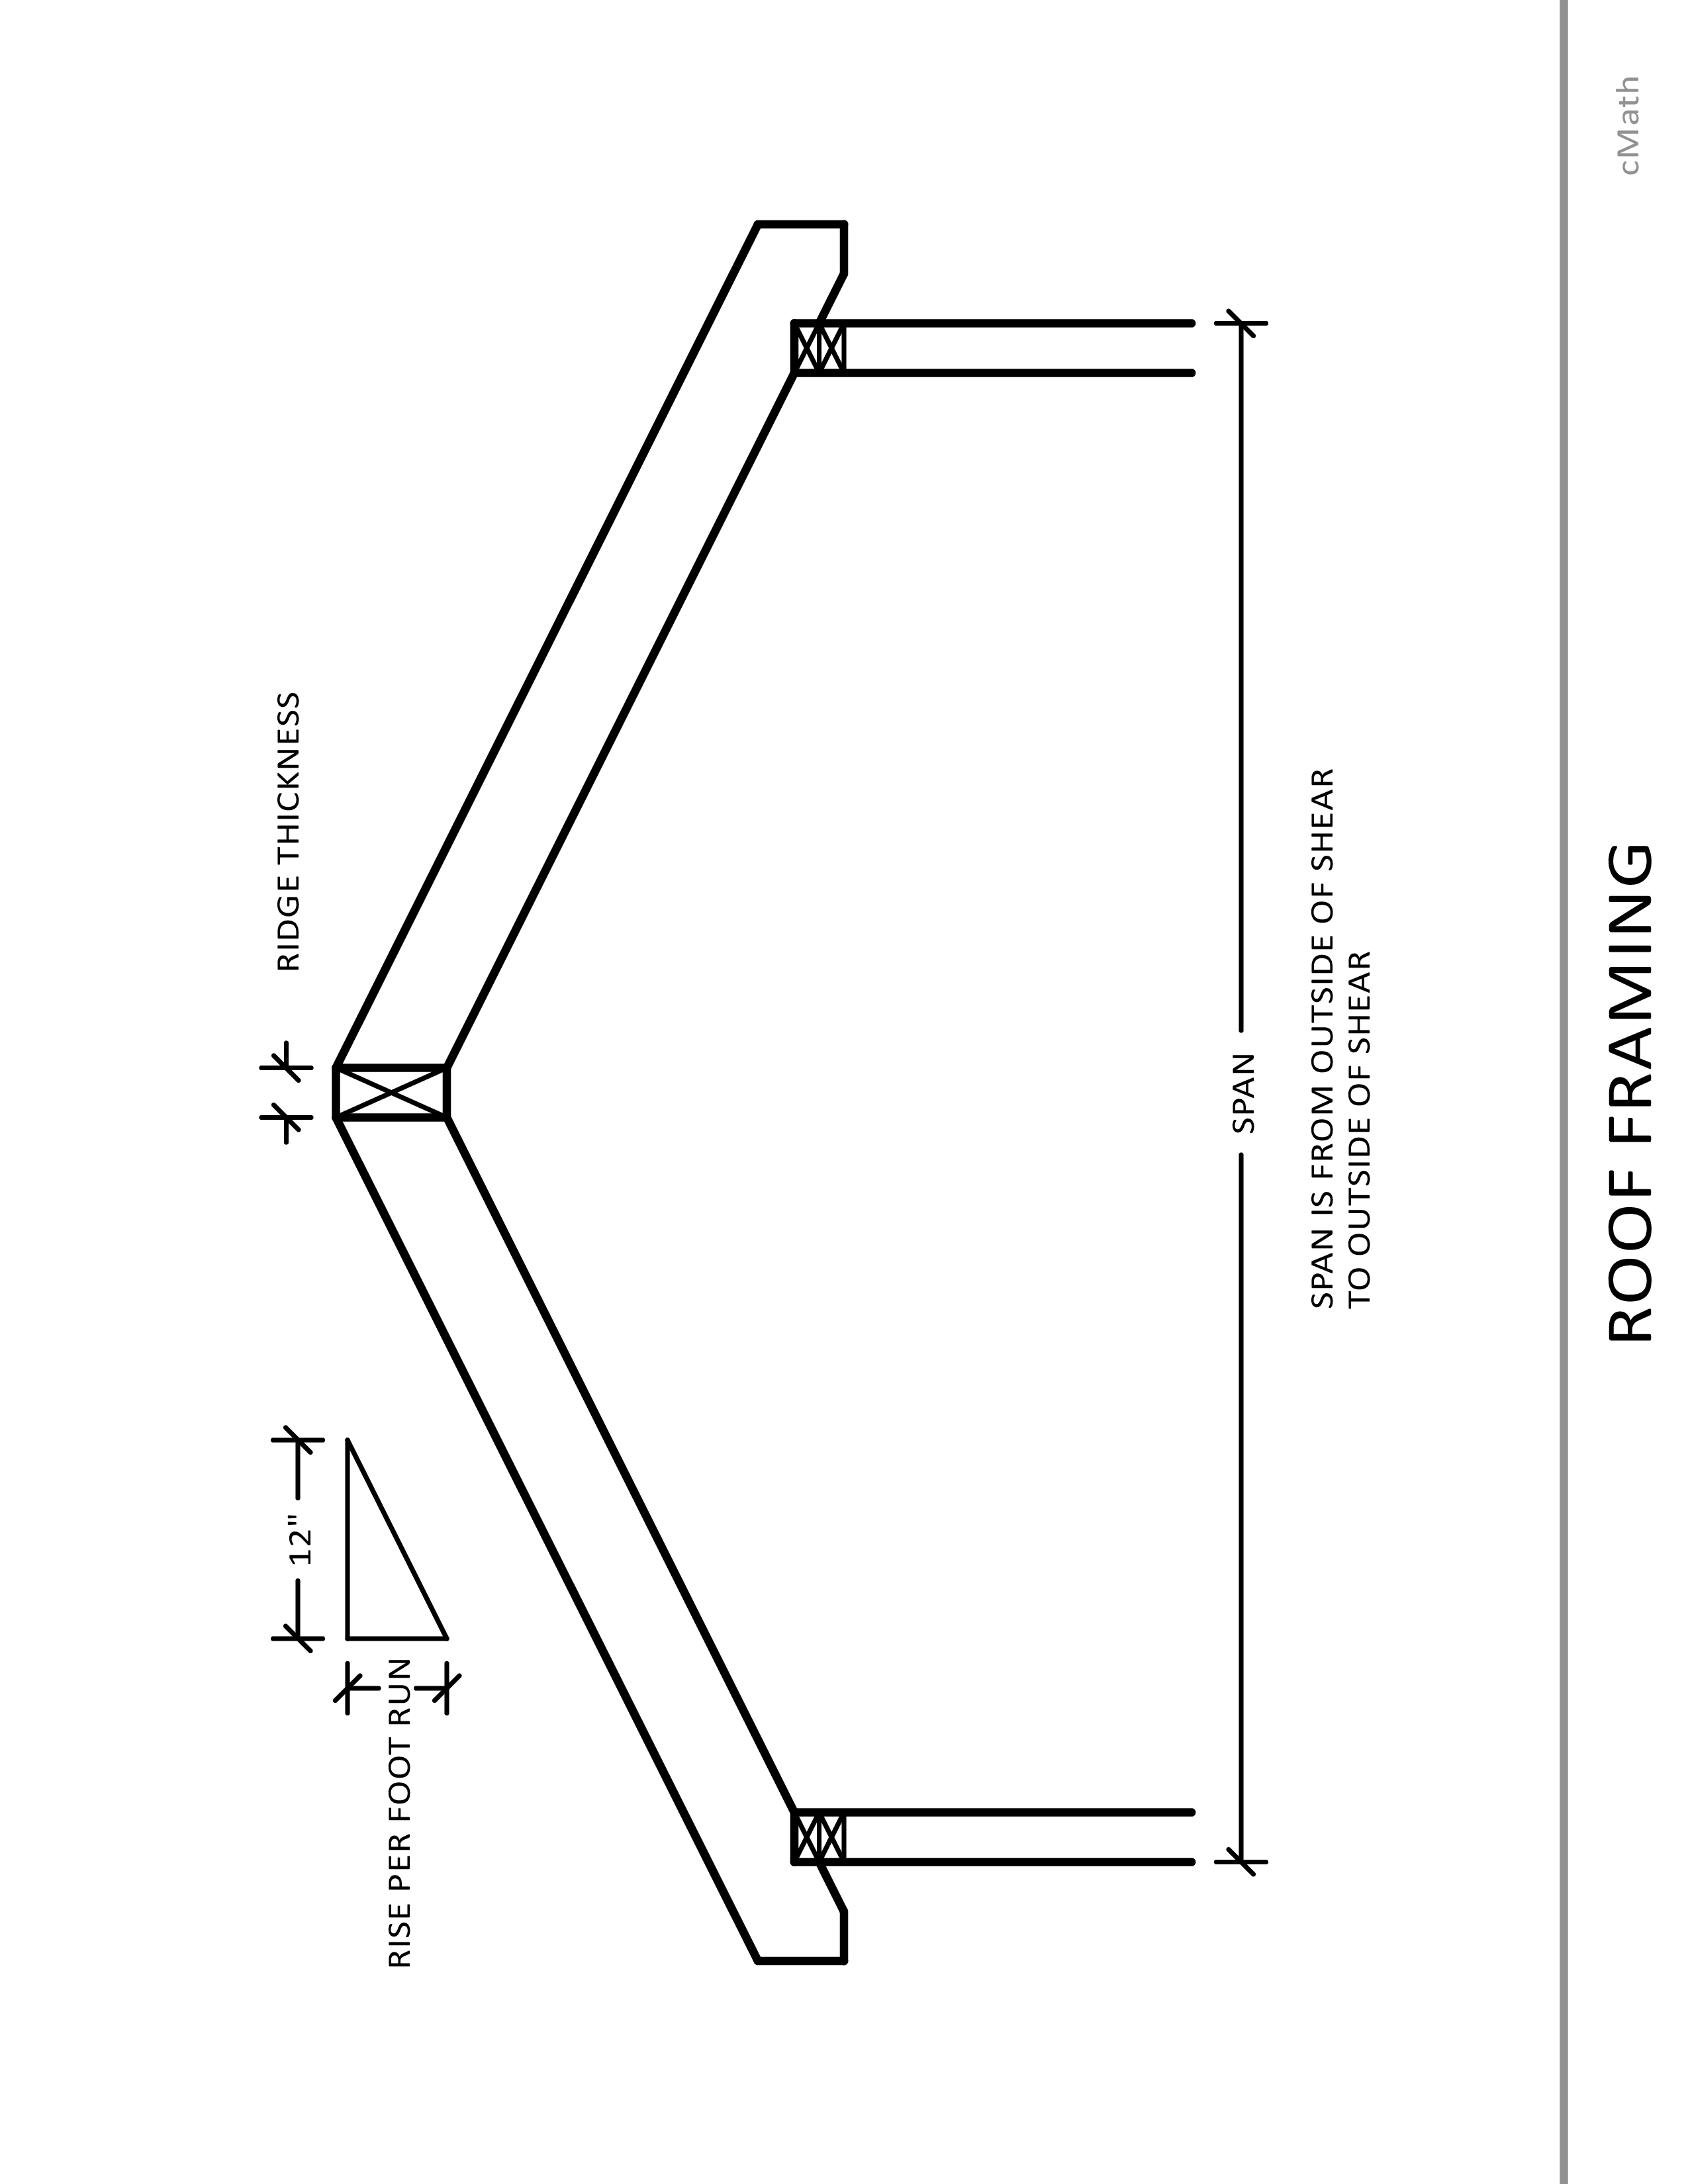 12"
RIDGE THICKNESS
RISE PER FOOT RUN
SPAN
SPAN IS FROM OUTSIDE OF SHEAR
TO OUTSIDE OF SHEAR
ROOF FRAMING
cMath